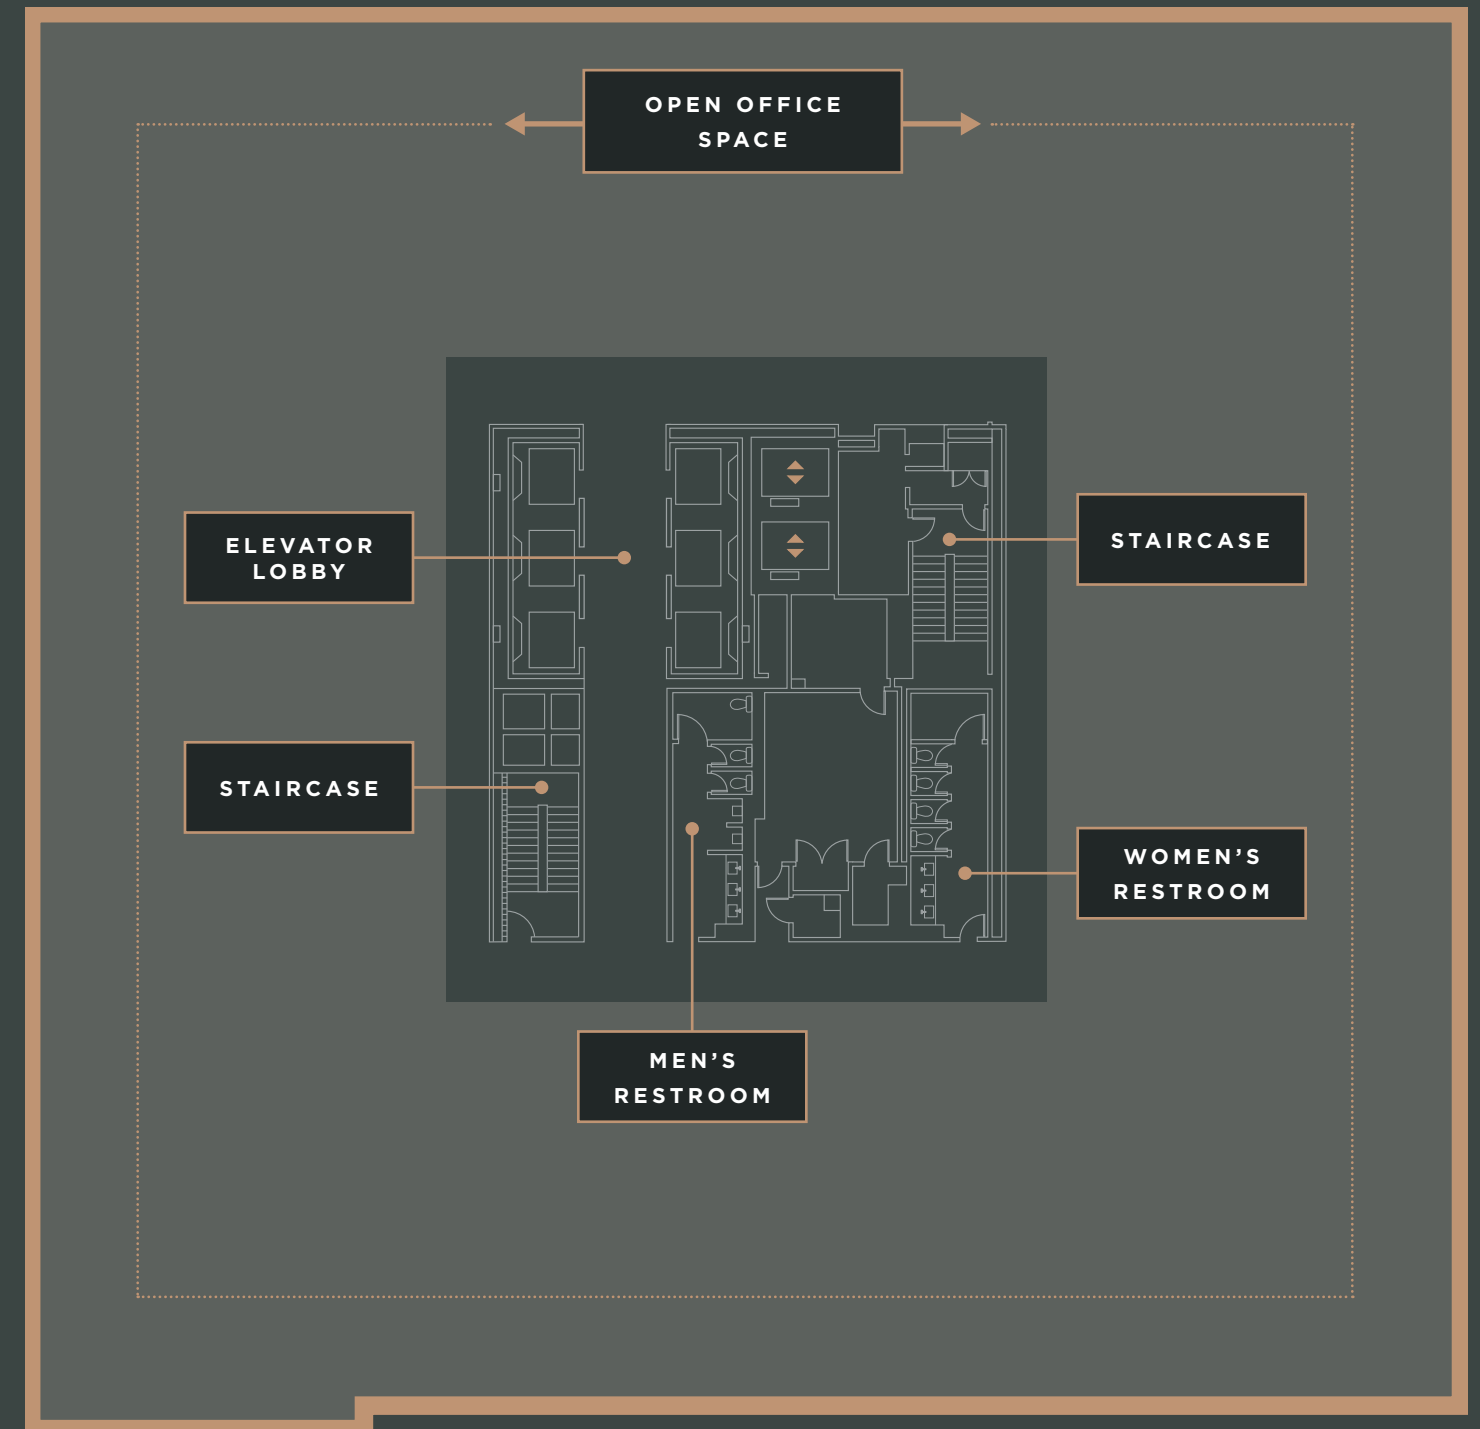 OPEN OFFICE
SPACE
ELEVATOR
LOBBY
STAIRCASE
STAIRCASE
WOMEN’S
RESTROOM
MEN’S
RESTROOM